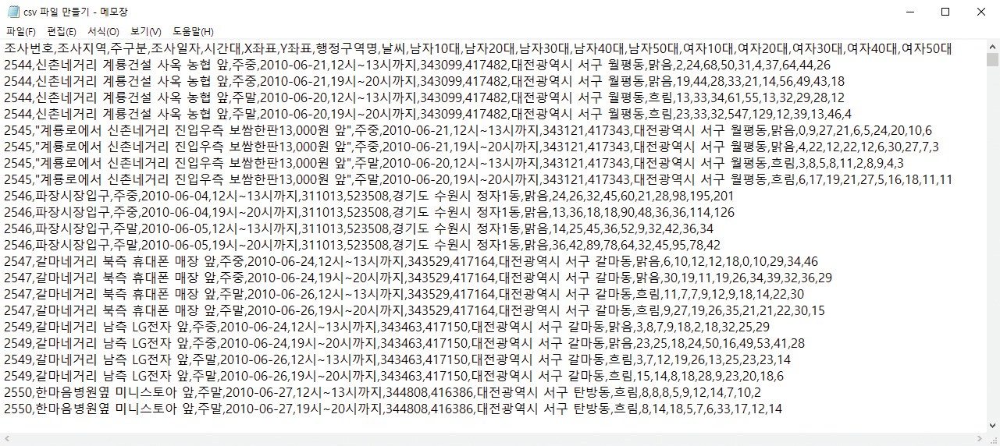 csv 파일 만들기 - 메모장
파일(F) 편집(E) 서식(O) 보기(V) 도움말(H)
조사번호,조사지역,주구분,조사일자,시간대,X좌표,Y좌표,행정구역명,날씨,남자10대,남자20대,남자30대,남자40대,남자50대,여자10대,여자20대,여자30대,여자40대,여자50대
2544,신촌네거리 계룡건설 사옥 농협 앞,주중,2010-06-21,12시~13시까지,343099,417482,대전광역시 서구 월평동,맑음,2,24,68,50,31,4,37,64,44,26
2544,신촌네거리 계룡건설 사옥 농협 앞,주중,2010-06-21,19시~20시까지,343099,417482,대전광역시 서구 월평동,맑음,19,44,28,33,21,14,56,49,43,18
2544,신촌네거리 계룡건설 사옥 농협 앞,주말,2010-06-20,12시~13시까지,343099,417482,대전광역시 서구 월평동,흐림,13,33,34,61,55,13,32,29,28,12
2544,신촌네거리 계룡건설 사옥 농협 앞,주말,2010-06-20,19시~20시까지,343099,417482,대전광역시 서구 월평동,흐림,23,33,32,547,129,12,39,13,46,4
2545,"계룡로에서 신촌네거리 진입우측 보쌈한판13,000원 앞",주중,2010-06-21,12시~13시까지,343121,417343,대전광역시 서구 월평동,맑음,0,9,27,21,6,5,24,20,10,6
2545,"계룡로에서 신촌네거리 진입우측 보쌈한판13,000원 앞",주중,2010-06-21,19시~20시까지,343121,417343,대전광역시 서구 월평동,맑음,4,22,12,22,12,6,30,27,7,3
2545,"계룡로에서 신촌네거리 진입우측 보쌈한판13,000원 앞",주말,2010-06-20,12시~13시까지,343121,417343,대전광역시 서구 월평동,흐림,3,8,5,8,11,2,8,9,4,3
2545,"계룡로에서 신촌네거리 진입우측 보쌈한판13,000원 앞",주말,2010-06-20,19시~20시까지,343121,417343,대전광역시 서구 월평동,흐림,6,17,19,21,27,5,16,18,11,11
2546,파장시장입구,주중,2010-06-04,12시~13시까지,311013,523508,경기도 수원시 정자1동,맑음,24,26,32,45,60,21,28,98,195,201
2546,파장시장입구,주중,2010-06-04,19시~20시까지,311013,523508,경기도 수원시 정자1동,맑음,13,36,18,18,90,48,36,36,114,126
2546,파장시장입구,주말,2010-06-05,12시~13시까지,311013,523508,경기도 수원시 정자1동,맑음,14,25,45,36,52,9,32,42,36,34
2546,파장시장입구,주말,2010-06-05,19시~20시까지,311013,523508,경기도 수원시 정자1동,맑음,36,42,89,78,64,32,45,95,78,42
2547,갈마네거리 북측 휴대폰 매장 앞,주중,2010-06-24,12시~13시까지,343529,417164,대전광역시 서구 갈마동,맑음,6,10,12,12,18,0,10,29,34,46
2547,갈마네거리 북측 휴대폰 매장 앞,주중,2010-06-24,19시~20시까지,343529,417164,대전광역시 서구 갈마동,맑음,30,19,11,19,26,34,39,32,36,29
2547,갈마네거리 북측 휴대폰 매장 앞,주말,2010-06-26,12시~13시까지,343529,417164,대전광역시 서구 갈마동,흐림,11,7,7,9,12,9,18,14,22,30
2547,갈마네거리 북측 휴대폰 매장 앞,주말,2010-06-26,19시~20시까지,343529,417164,대전광역시 서구 갈마동,흐림,9,27,19,26,35,21,21,22,30,15
2549,갈마네거리 남측 LG전자 앞,주중,2010-06-24,12시~13시까지,343463,417150,대전광역시 서구 갈마동,맑음,3,8,7,9,18,2,18,32,25,29
2549,갈마네거리 남측 LG전자 앞,주중,2010-06-24,19시~20시까지,343463,417150,대전광역시 서구 갈마동,맑음,23,25,18,24,50,16,49,53,41,28
2549,갈마네거리 남측 LG전자 앞,주말,2010-06-26,12시~13시까지,343463,417150,대전광역시 서구 갈마동,흐림,3,7,12,19,26,13,25,23,23,14
2549,갈마네거리 남측 LG전자 앞,주말,2010-06-26,19시~20시까지,343463,417150,대전광역시 서구 갈마동,흐림,15,14,8,18,28,9,23,20,18,6
2550,한마음병원옆 미니스토아 앞,주말,2010-06-27,12시~13시까지,344808,416386,대전광역시 서구 탄방동,흐림,8,8,8,5,9,12,14,7,10,2
2550,한마음병원옆 미니스토아 앞,주말,2010-06-27,19시~20시까지,344808,416386,대전광역시 서구 탄방동,흐림,8,14,18,5,7,6,33,17,12,14